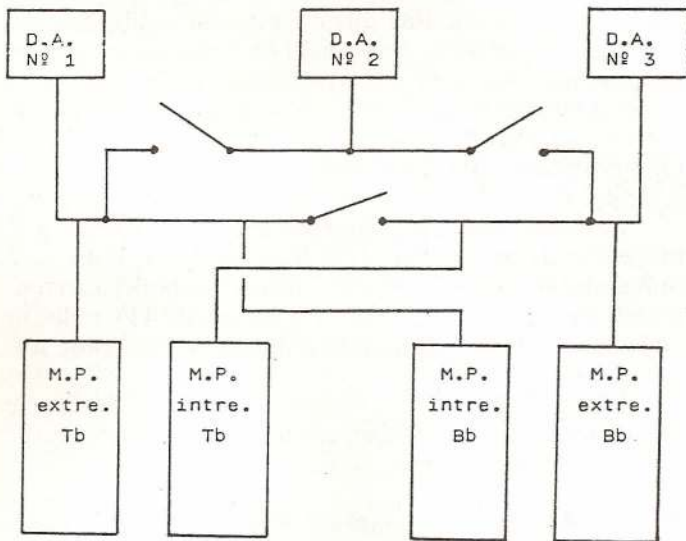 D.A.
Nº 1
D.A.
Nº 2
D.A.
Nº 3
M.P.
extre.
Tb
M.P.
intre.
Tb
M.P.
intre.
Bb
M.P.
extre.
Bb